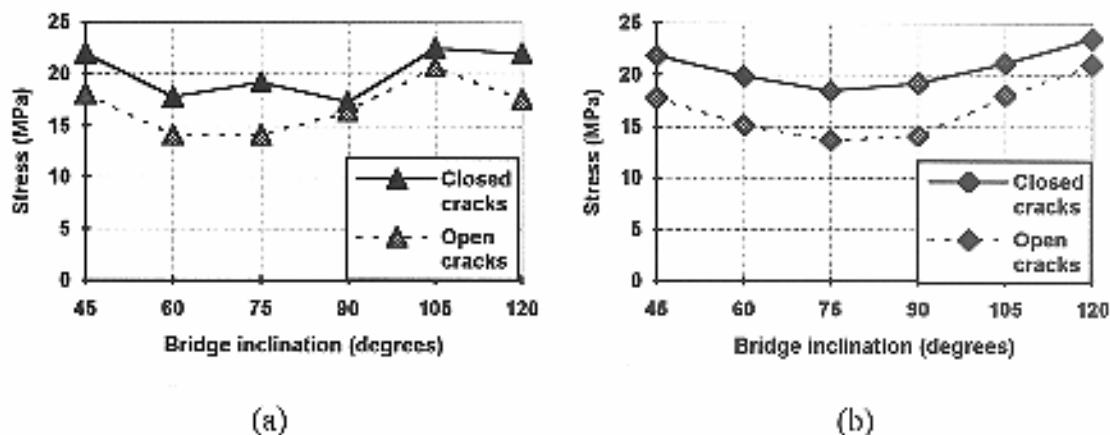 25
20
15
10
5
0
Stress (MPa)
Closed
cracks
Open
cracks
45
60
75
90
105
120
Bridge inclination (degrees)
(a)
25
20
15
10
5
0
Stress (MPa)
Closed
cracks
Open
cracks
45
60
75
90
105
120
Bridge inclination (degrees)
(b)